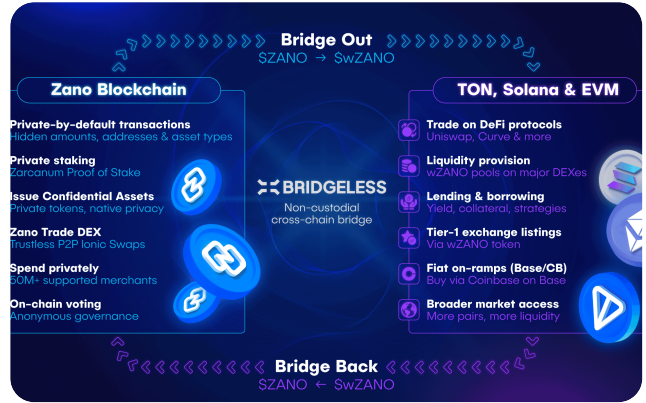 Bridge Out
$ZANO → $wZANO
Zano Blockchain
Private-by-default transactions
Hidden amounts, addresses & asset types
Private staking
Zarcanum Proof of Stake
Issue Confidential Assets
Private tokens, native privacy
Zano Trade DEX
Trustless P2P Ionic Swaps
Spend privately
50M+ supported merchants
On-chain voting
Anonymous governance
BRIDGELESS
Non-custodial
cross-chain bridge
TON, Solana & EVM
Trade on DeFi protocols
Uniswap, Curve & more
Liquidity provision
wZANO pools on major DEXes
Lending & borrowing
Yield, collateral, strategies
Tier-1 exchange listings
Via wZANO token
Fiat on-ramps (Base/CB)
Buy via Coinbase on Base
Broader market access
More pairs, more liquidity
Bridge Back
$ZANO ← $wZANO